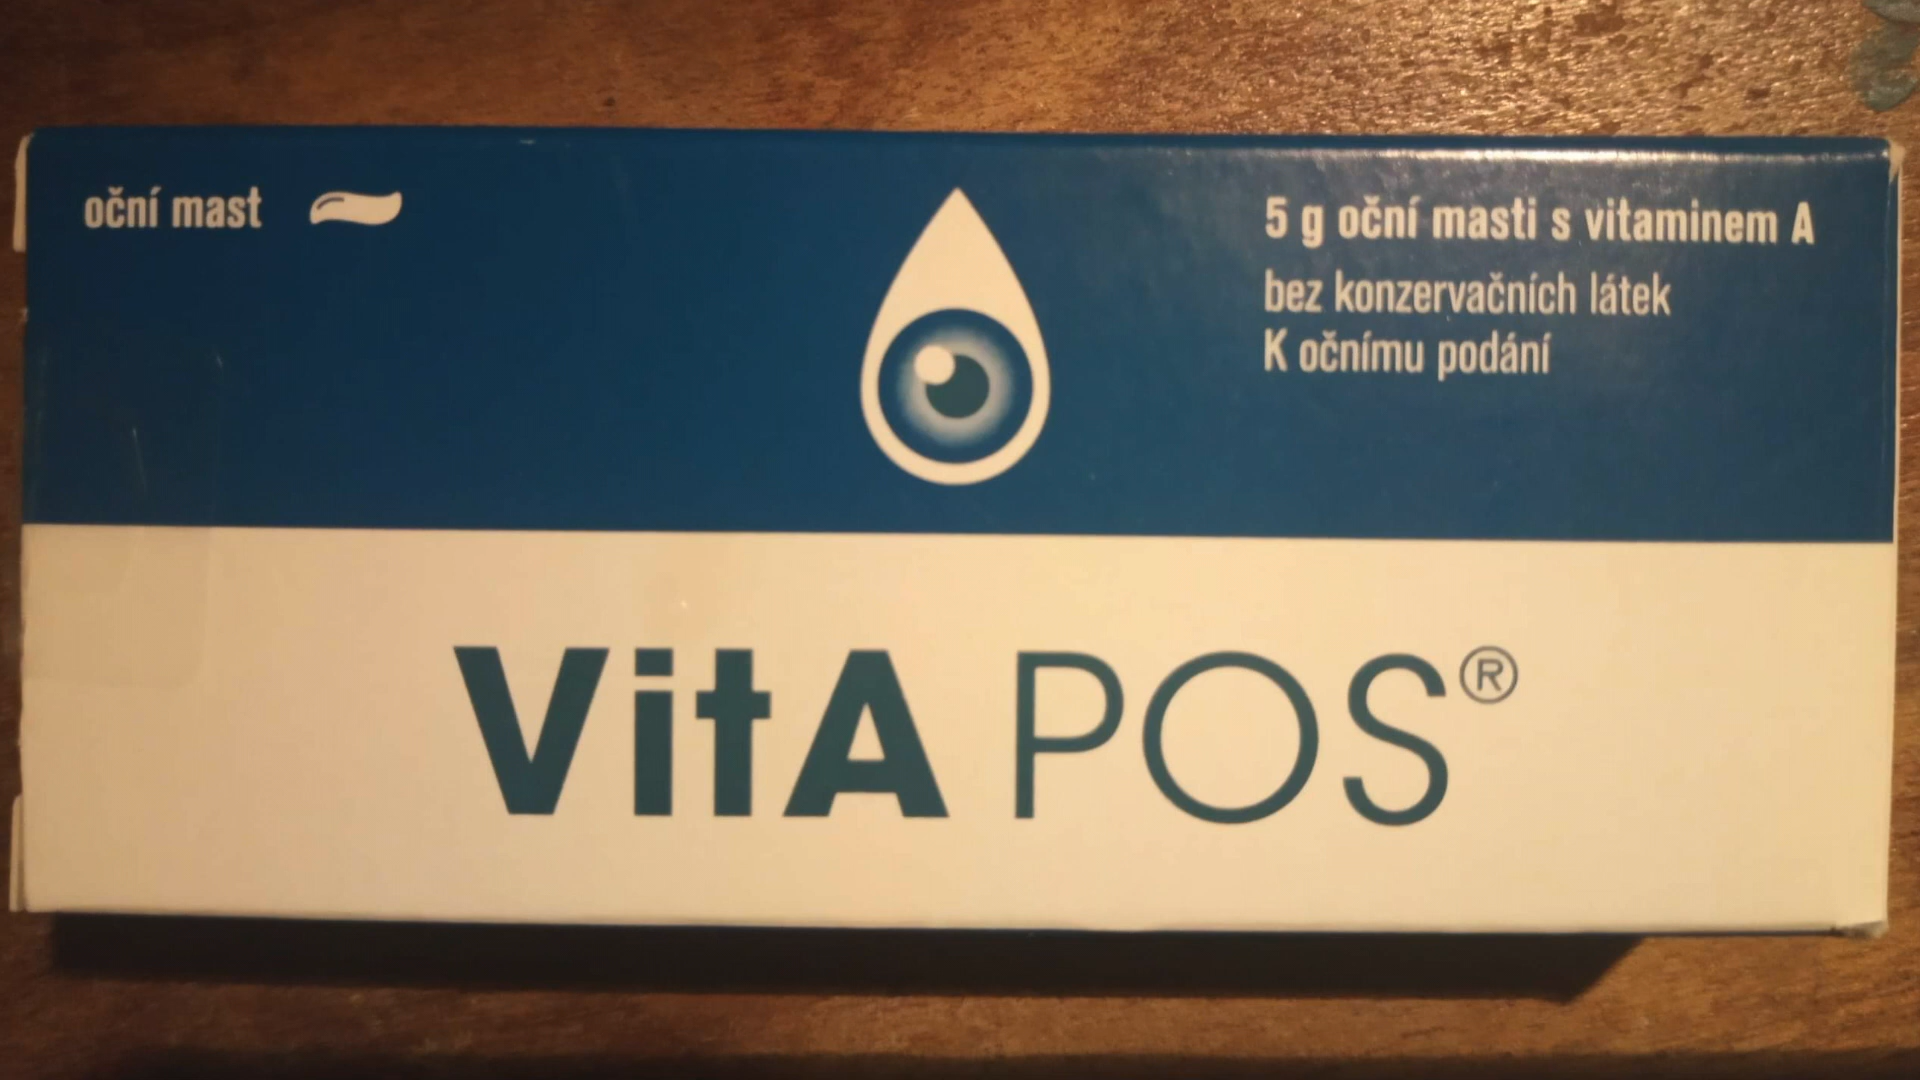 oční mast
5 g oční masti s vitaminem A
bez konzervačních látek
K očnímu podání
VitA POS®